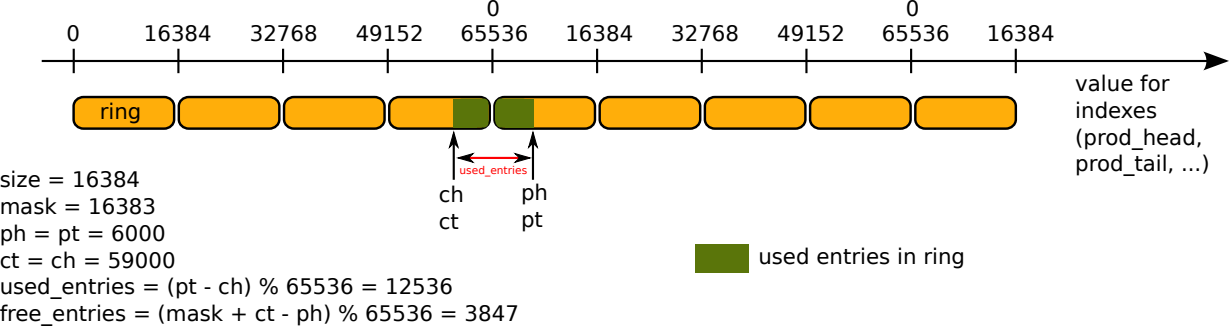 0 0
0 16384 32768 49152 65536 16384 32768 49152 65536 16384
ring
value for
indexes
(prod_head,
prod_tail, ...)
used_entries
ch ph
ct pt
size = 16384
mask = 16383
ph = pt = 6000
ct = ch = 59000
used_entries = (pt - ch) % 65536 = 12536
free_entries = (mask + ct - ph) % 65536 = 3847
used entries in ring